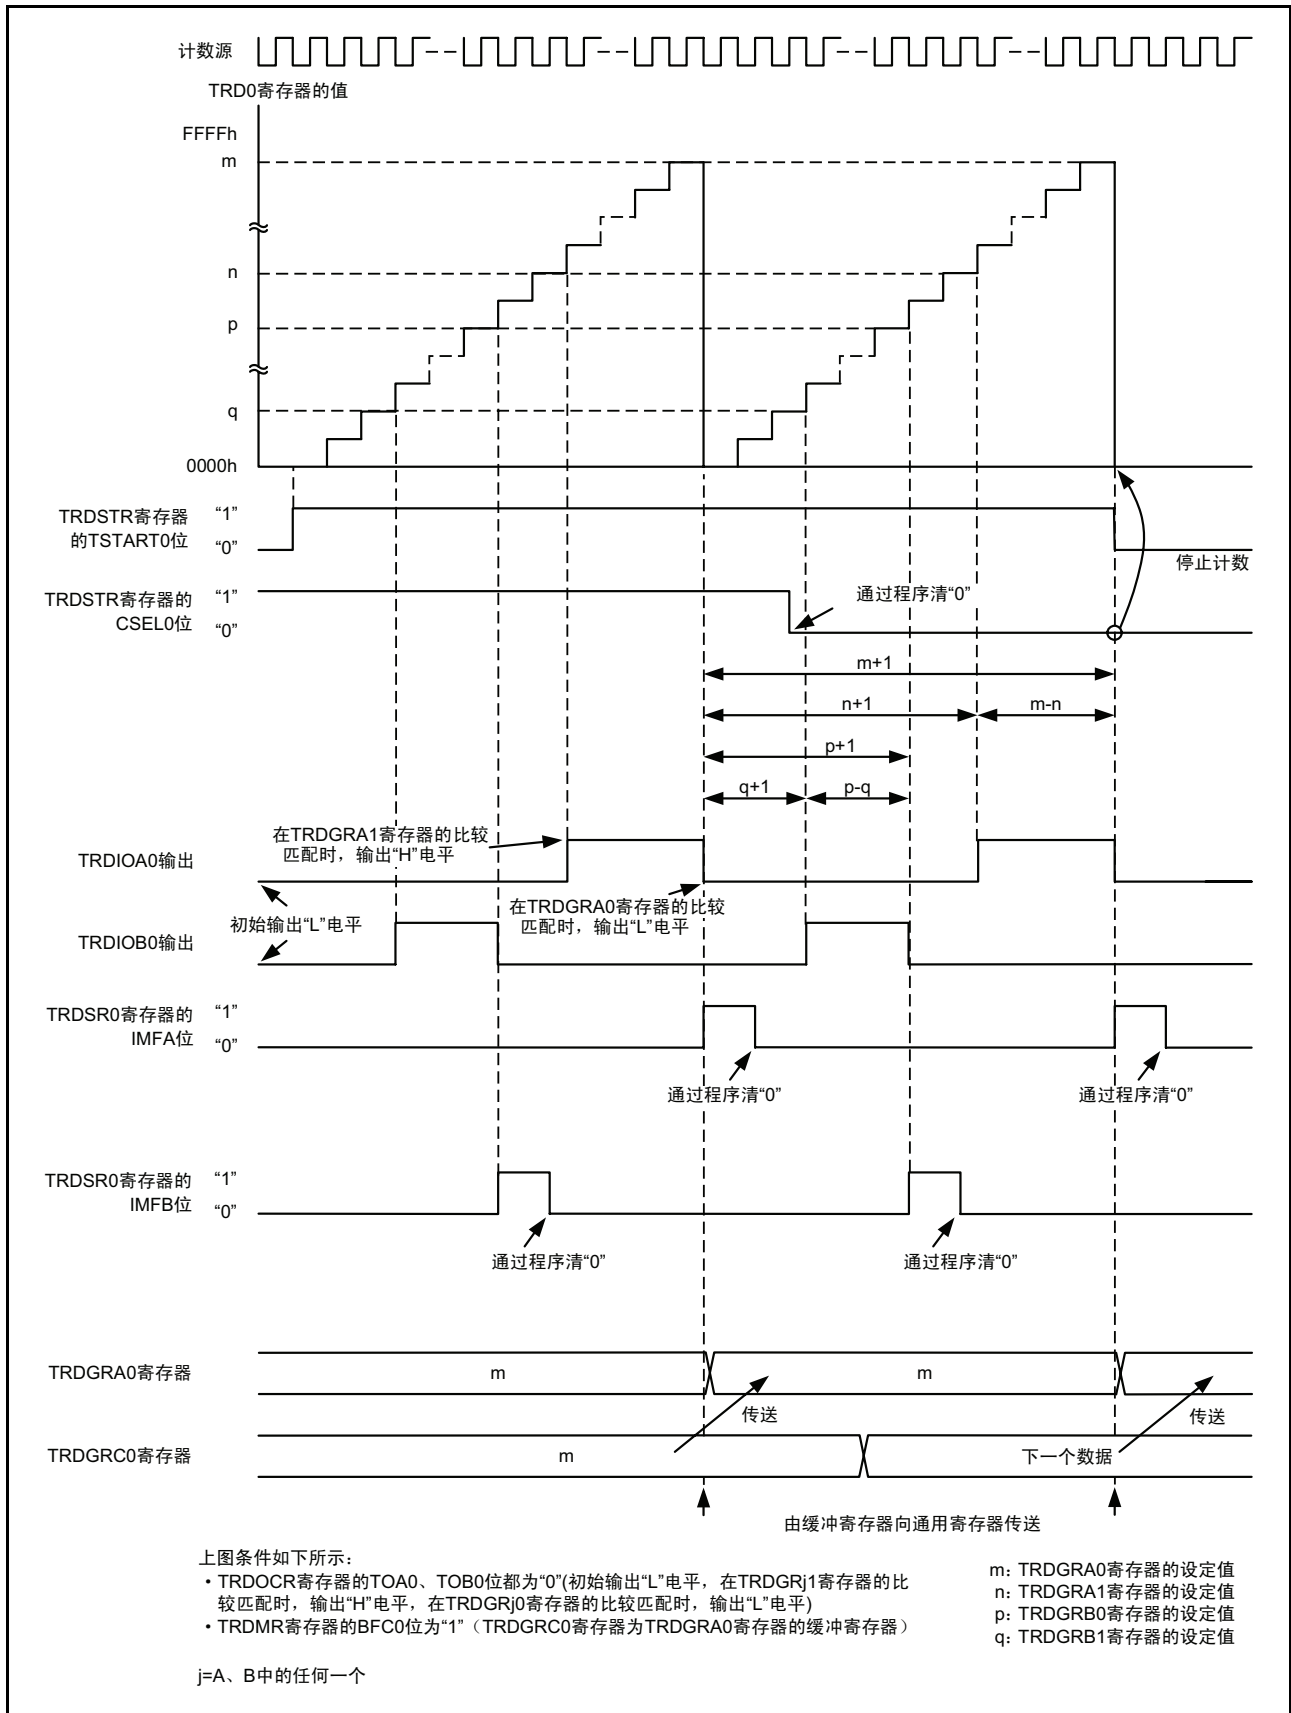 计数源
TRD0寄存器的值
FFFFh
m
n
p
q
0000h
TRDSTR寄存器
的TSTART0位
“1”
“0”
停止计数
TRDSTR寄存器的
CSEL0位
“1”
“0”
通过程序清“0”
m+1
n+1
m-n
p+1
q+1
p-q
在TRDGRA1寄存器的比较
匹配时，输出“H”电平
TRDIOA0输出
在TRDGRA0寄存器的比较
匹配时，输出“L”电平
初始输出“L”电平
TRDIOB0输出
TRDSR0寄存器的
IMFA位
“1”
“0”
通过程序清“0”
通过程序清“0”
TRDSR0寄存器的
IMFB位
“1”
“0”
通过程序清“0”
通过程序清“0”
TRDGRA0寄存器
m
m
传送
传送
TRDGRC0寄存器
m
下一个数据
由缓冲寄存器向通用寄存器传送
上图条件如下所示：
・TRDOCR寄存器的TOA0、TOB0位都为“0”(初始输出“L”电平，在TRDGRj1寄存器的比
较匹配时，输出“H”电平，在TRDGRj0寄存器的比较匹配时，输出“L”电平)
・TRDMR寄存器的BFC0位为“1”（TRDGRC0寄存器为TRDGRA0寄存器的缓冲寄存器）
j=A、B中的任何一个
m：TRDGRA0寄存器的设定值
n：TRDGRA1寄存器的设定值
p：TRDGRB0寄存器的设定值
q：TRDGRB1寄存器的设定值